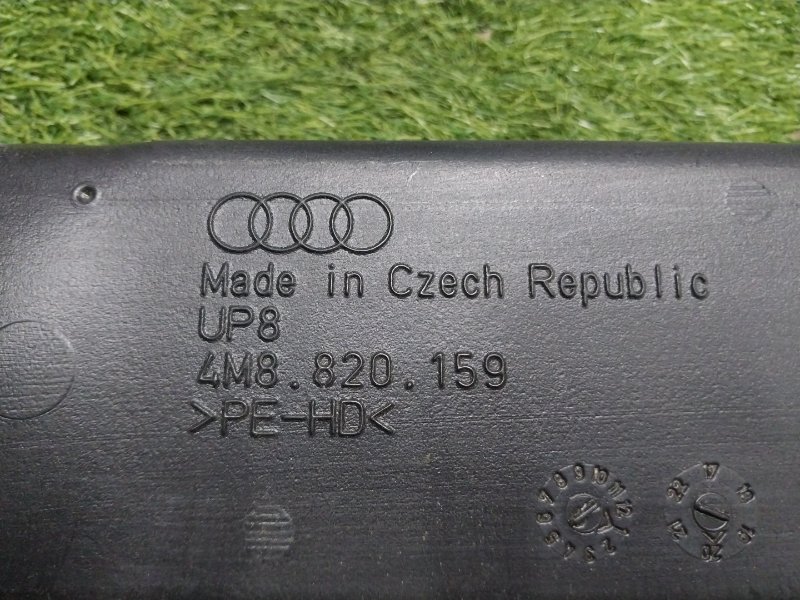 Made in Czech Republic
UP8
4M8.820.159
>PE-HD<